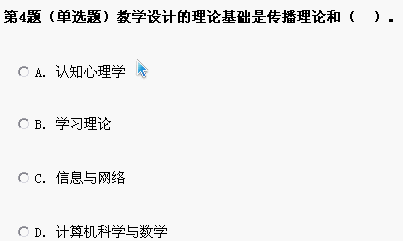 第4题（单选题）教学设计的理论基础是传播理论和（ ）。
A. 认知心理学
B. 学习理论
C. 信息与网络
D. 计算机科学与数学